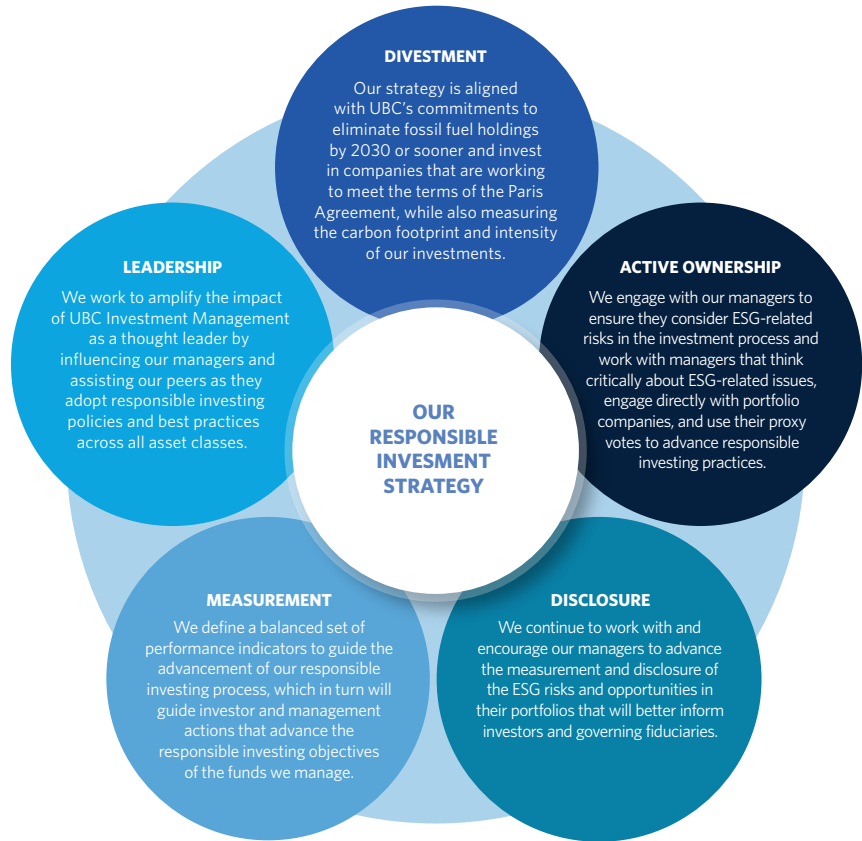 DIVESTMENT
Our strategy is aligned
with UBC's commitments to
eliminate fossil fuel holdings
by 2030 or sooner and invest
in companies that are working
to meet the terms of the Paris
Agreement, while also measuring
the carbon footprint and intensity
of our investments.
ACTIVE OWNERSHIP
We engage with our managers to
ensure they consider ESG-related
risks in the investment process and
work with managers that think
critically about ESG-related issues,
engage directly with portfolio
companies, and use their proxy
votes to advance responsible
investing practices.
DISCLOSURE
We continue to work with and
encourage our managers to advance
the measurement and disclosure of
the ESG risks and opportunities in
their portfolios that will better inform
investors and governing fiduciaries.
MEASUREMENT
We define a balanced set of
performance indicators to guide the
advancement of our responsible
investing process, which in turn will
guide investor and management
actions that advance the
responsible investing objectives
of the funds we manage.
LEADERSHIP
We work to amplify the impact
of UBC Investment Management
as a thought leader by
influencing our managers and
assisting our peers as they
adopt responsible investing
policies and best practices
across all asset classes.
OUR
RESPONSIBLE
INVESMENT
STRATEGY